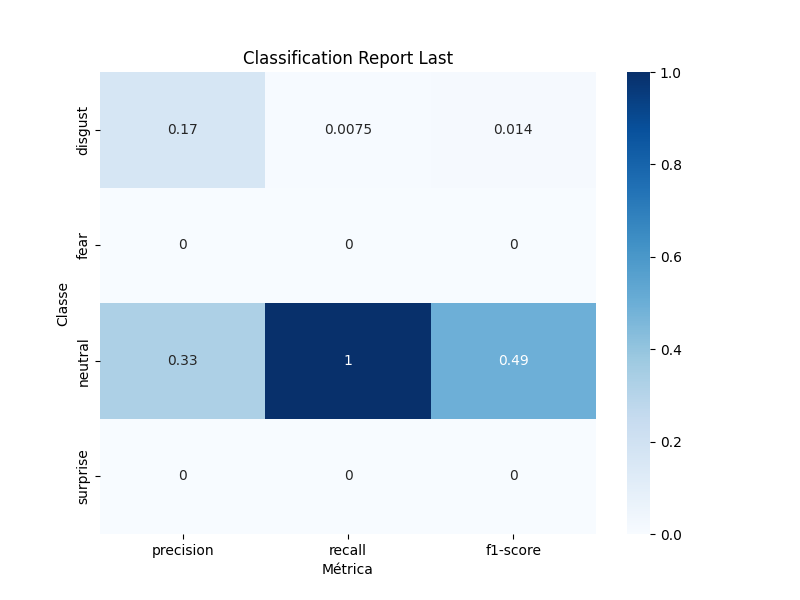 Classification Report Last
Classe
disgust 0.17 0.0075 0.014
fear 0 0 0
neutral 0.33 1 0.49
surprise 0 0 0
precision recall f1-score
Métrica
1.0
0.8
0.6
0.4
0.2
0.0